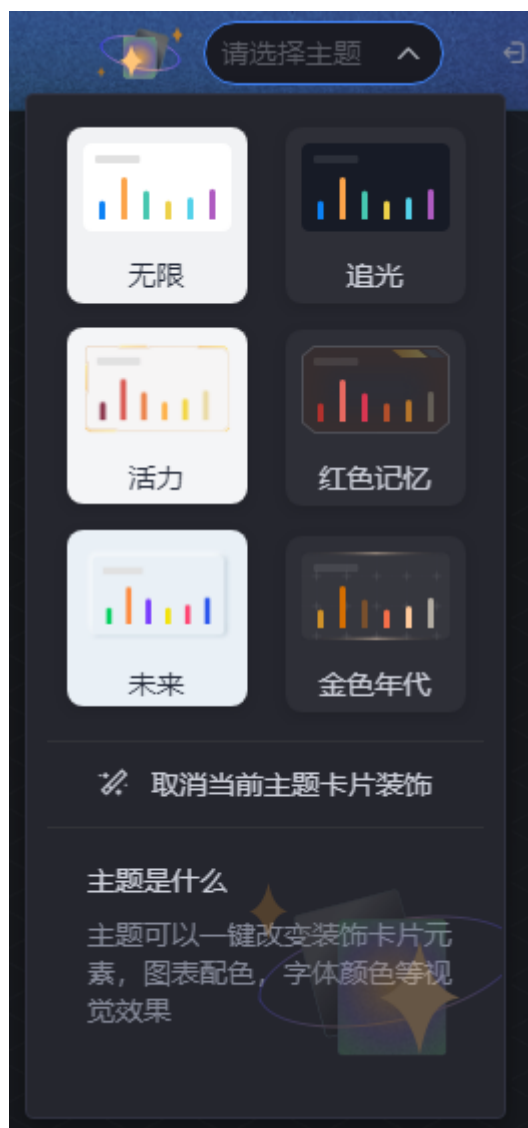 请选择主题
无限
追光
活力
红色记忆
未来
金色年代
取消当前主题卡片装饰
主题是什么
主题可以一键改变装饰卡片元
素，图表配色，字体颜色等视
觉效果